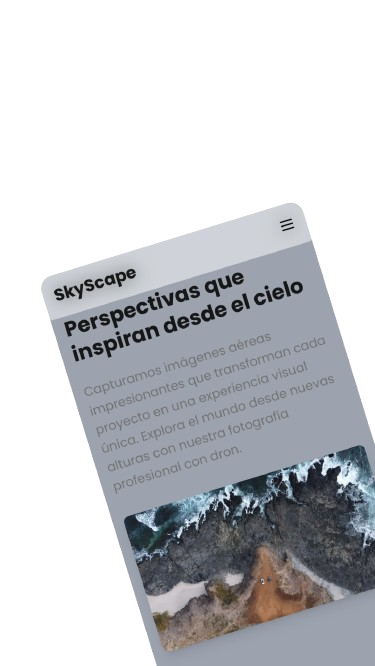 SkyScape
Perspectivas que
inspiran desde el cielo
Capturamos imágenes aéreas
impresionantes que transforman cada
proyecto en una experiencia visual
única. Explora el mundo desde nuevas
alturas con nuestra fotografía
profesional con dron.